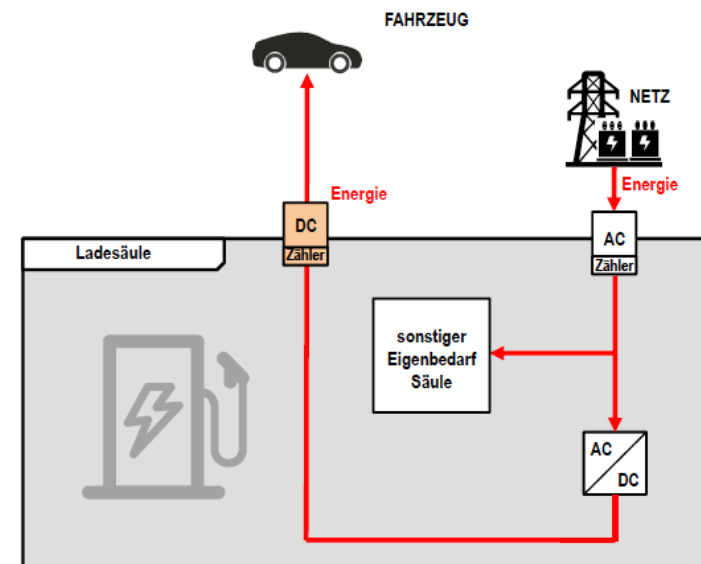 FAHRZEUG
NETZ
Energie
Energie
DC
Zähler
AC
Zähler
Ladesäule
sonstiger
Eigenbedarf
Säule
AC
DC